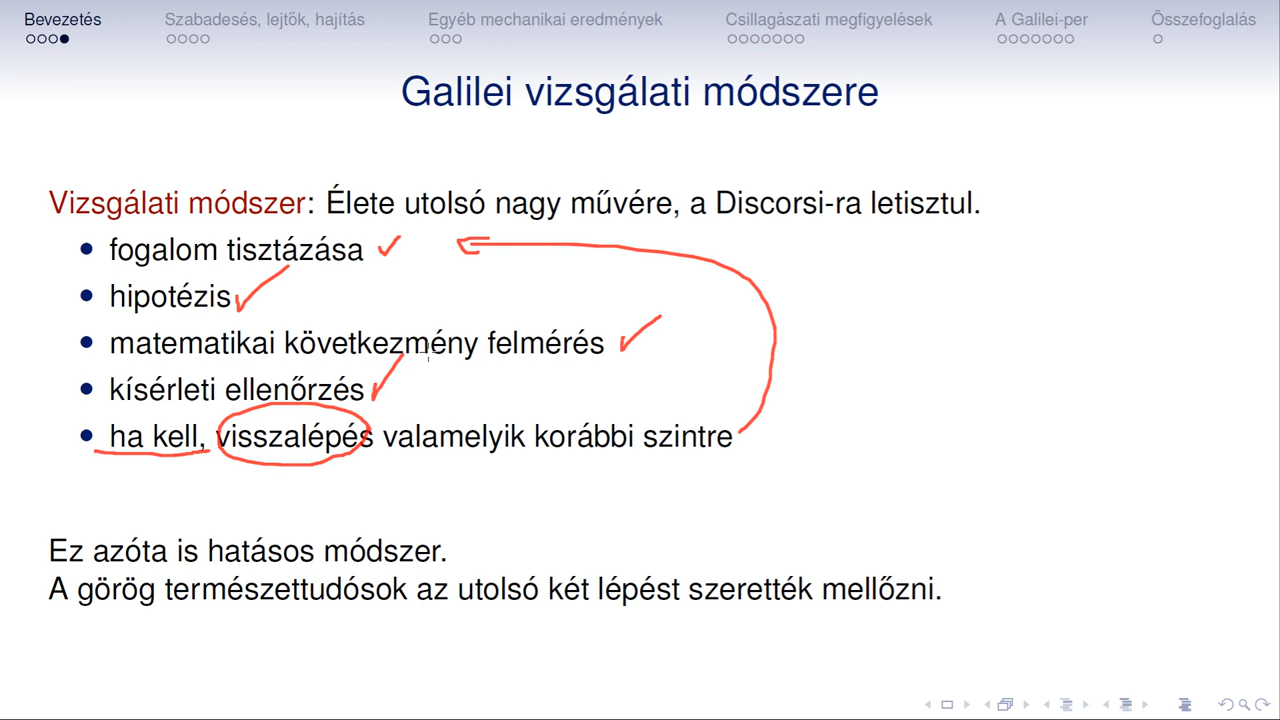 Bevezetés Szabadesés, lejtők, hajítás Egyéb mechanikai eredmények Csillagászati megfigyelések A Galilei-per Összefoglalás
Galilei vizsgálati módszere
Vizsgálati módszer: Élete utolsó nagy művére, a Discorsi-ra letisztul.
fogalom tisztázása
hipotézis
matematikai következmény felmérés
kísérleti ellenőrzés
ha kell, visszalépés valamelyik korábbi szintre
Ez azóta is hatásos módszer.
A görög természettudósok az utolsó két lépést szerették mellőzni.